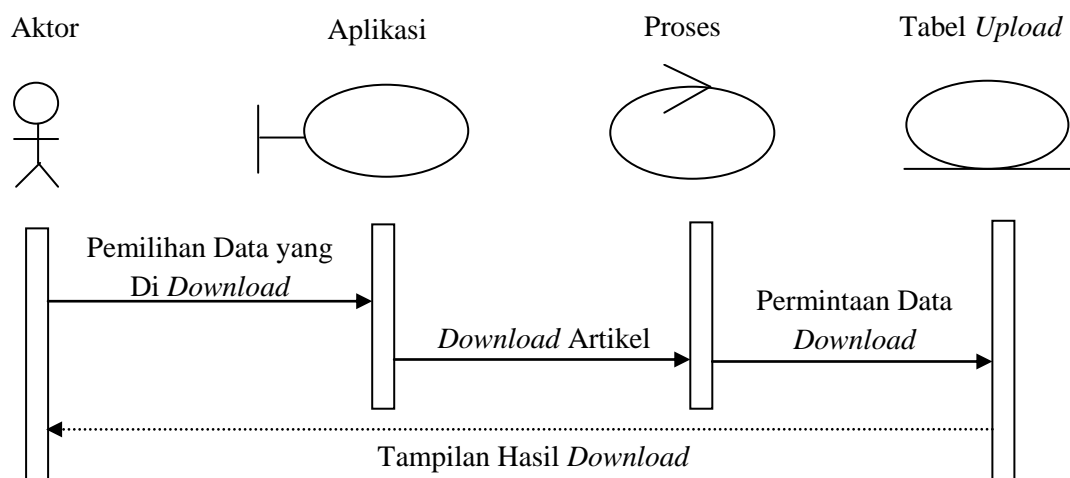 Aktor
Aplikasi
Proses
Tabel Upload
Pemilihan Data yang
Di Download
Download Artikel
Permintaan Data
Download
Tampilan Hasil Download